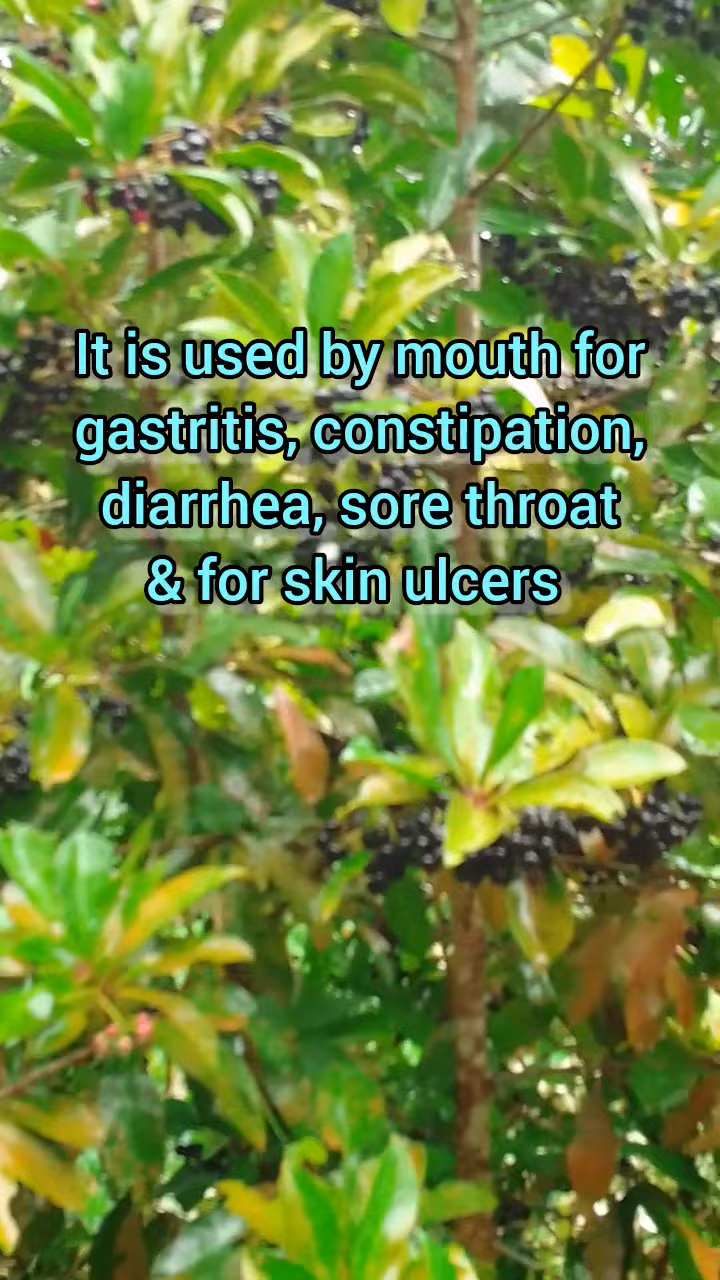 It is used by mouth for
gastritis, constipation,
diarrhea, sore throat
& for skin ulcers